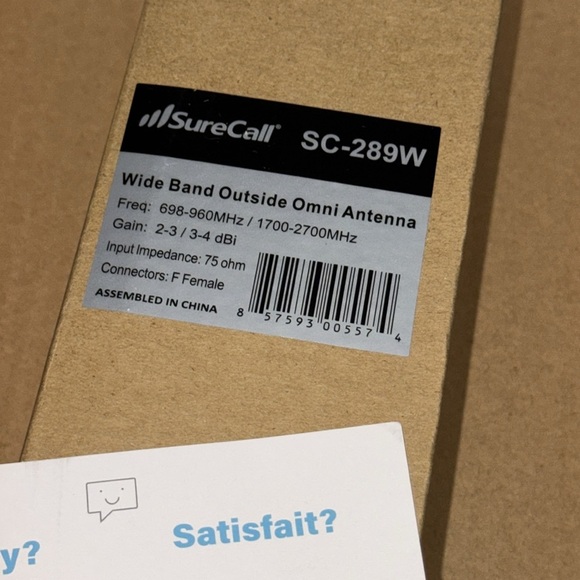 SureCall® SC-289W
Wide Band Outside Omni Antenna
Freq: 698-960MHz / 1700-2700MHz
Gain: 2-3 / 3-4 dBi
Input Impedance: 75 ohm
Connectors: F Female
ASSEMBLED IN CHINA
8 57593 00557 4
Satisfait?
y?